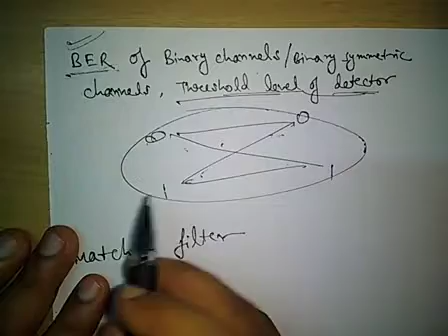 BER of Binary channels/Binary symmetric
channels, Threshold level of detector
0 0
1 1
match filter